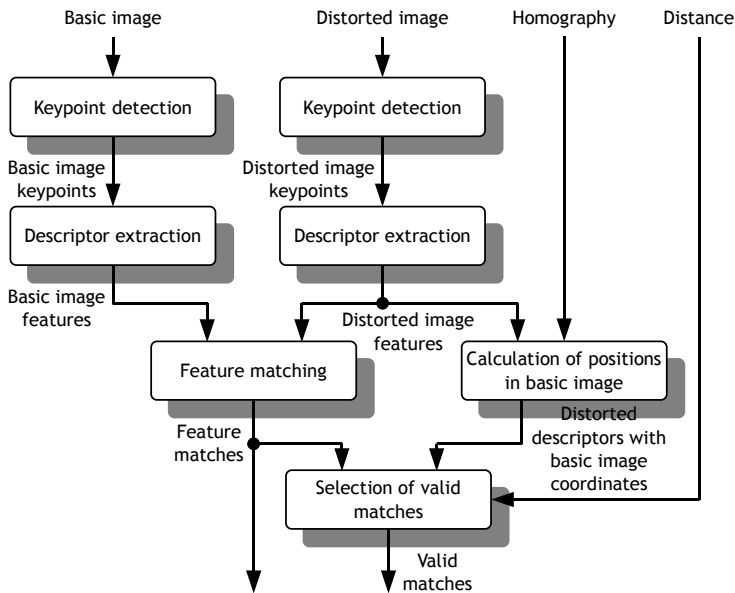 Basic image
Distorted image
Homography
Distance
Keypoint detection
Keypoint detection
Basic image
keypoints
Distorted image
keypoints
Descriptor extraction
Descriptor extraction
Basic image
features
Distorted image
features
Feature matching
Calculation of positions
in basic image
Feature
matches
Distorted
descriptors with
basic image
coordinates
Selection of valid
matches
Valid
matches